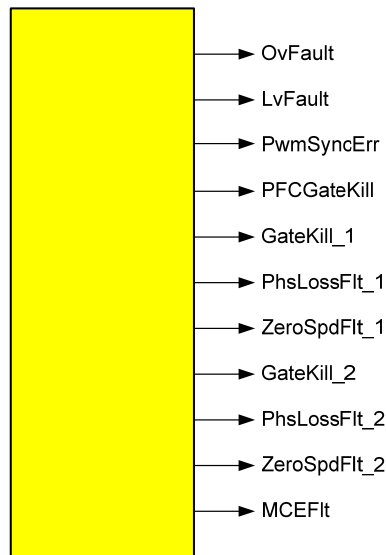 OvFault
LvFault
PwmSyncErr
PFCGateKill
GateKill_1
PhsLossFlt_1
ZeroSpdFlt_1
GateKill_2
PhsLossFlt_2
ZeroSpdFlt_2
MCEFlt